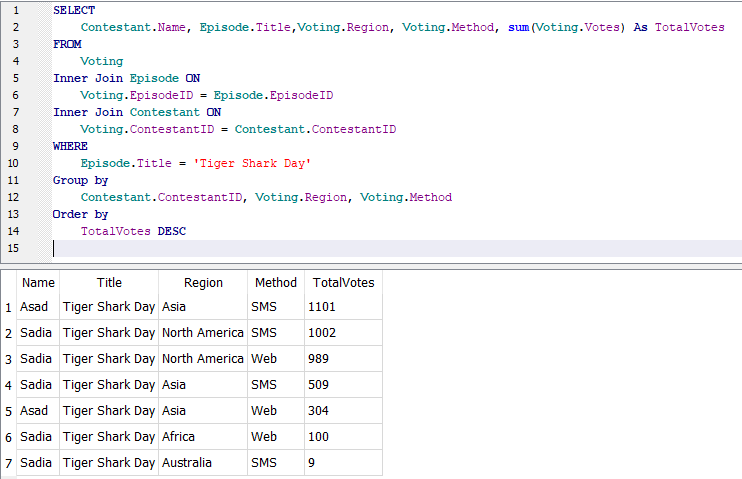 1 SELECT
2 Contestant.Name, Episode.Title,Voting.Region, Voting.Method, sum(Voting.Votes) As TotalVotes
3 FROM
4 Voting
5 Inner Join Episode ON
6 Voting.EpisodeID = Episode.EpisodeID
7 Inner Join Contestant ON
8 Voting.ContestantID = Contestant.ContestantID
9 WHERE
10 Episode.Title = 'Tiger Shark Day'
11 Group by
12 Contestant.ContestantID, Voting.Region, Voting.Method
13 Order by
14 TotalVotes DESC
15
Name Title Region Method TotalVotes
1 Asad Tiger Shark Day Asia SMS 1101
2 Sadia Tiger Shark Day North America SMS 1002
3 Sadia Tiger Shark Day North America Web 989
4 Sadia Tiger Shark Day Asia SMS 509
5 Asad Tiger Shark Day Asia Web 304
6 Sadia Tiger Shark Day Africa Web 100
7 Sadia Tiger Shark Day Australia SMS 9